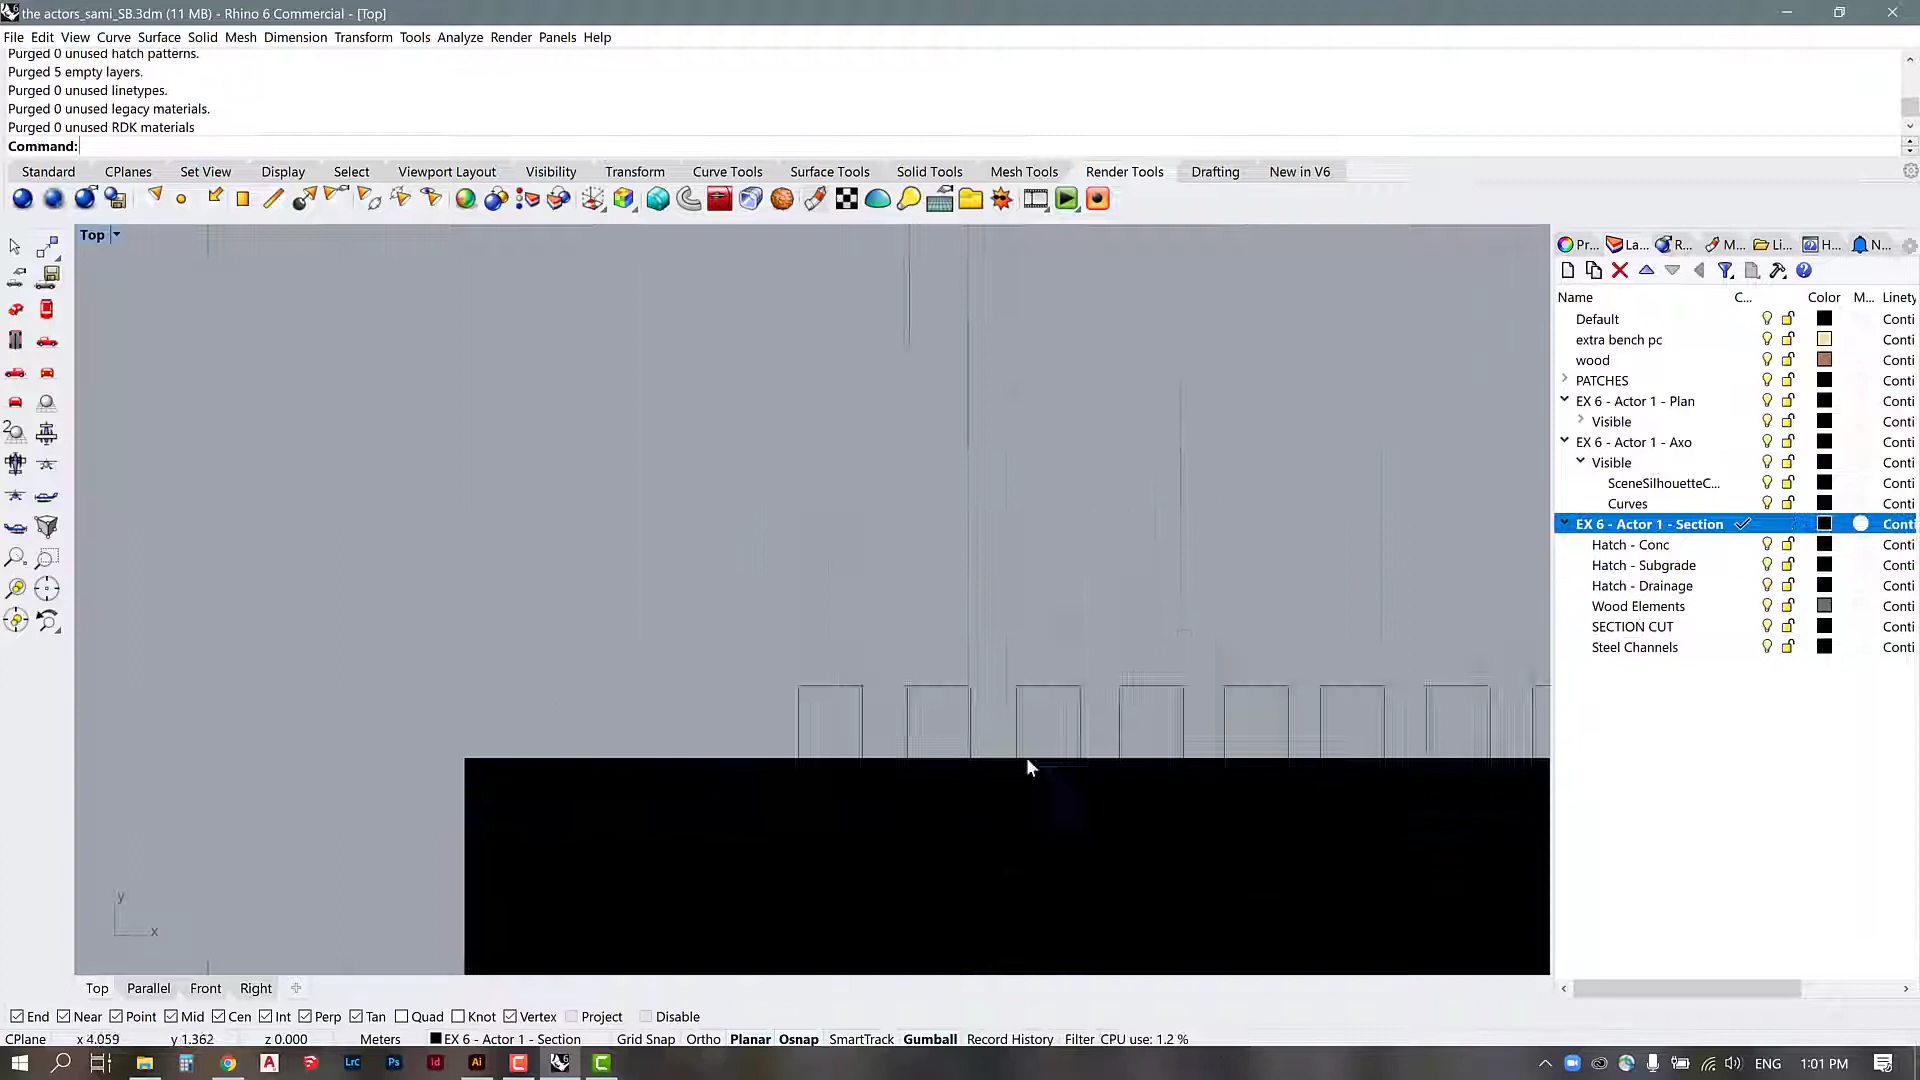 the actors_sami_SB.3dm (11 MB) - Rhino 6 Commercial - [Top]
File Edit View Curve Surface Solid Mesh Dimension Transform Tools Analyze Render Panels Help
Purged 0 unused hatch patterns.
Purged 5 empty layers.
Purged 0 unused linetypes.
Purged 0 unused legacy materials.
Purged 0 unused RDK materials
Command:
Standard CPlanes Set View Display Select Viewport Layout Visibility Transform Curve Tools Surface Tools Solid Tools Mesh Tools Render Tools Drafting New in V6
Top
Pr... La... R... M... Li... H... N...
Name C... Color M... Linety
Default Conti
extra bench pc Conti
wood Conti
PATCHES Conti
EX 6 - Actor 1 - Plan Conti
Visible Conti
EX 6 - Actor 1 - Axo Conti
Visible Conti
SceneSilhouetteC... Conti
Curves Conti
EX 6 - Actor 1 - Section Conti
Hatch - Conc Conti
Hatch - Subgrade Conti
Hatch - Drainage Conti
Wood Elements Conti
SECTION CUT Conti
Steel Channels Conti
2
y
x
Top Parallel Front Right
End Near Point Mid Cen Int Perp Tan Quad Knot Vertex Project Disable
CPlane x 4.059 y 1.362 z 0.000 Meters EX 6 - Actor 1 - Section Grid Snap Ortho Planar Osnap SmartTrack Gumball Record History Filter CPU use: 1.2 %
A Lrc Ps Id Ai C C ENG 1:01 PM